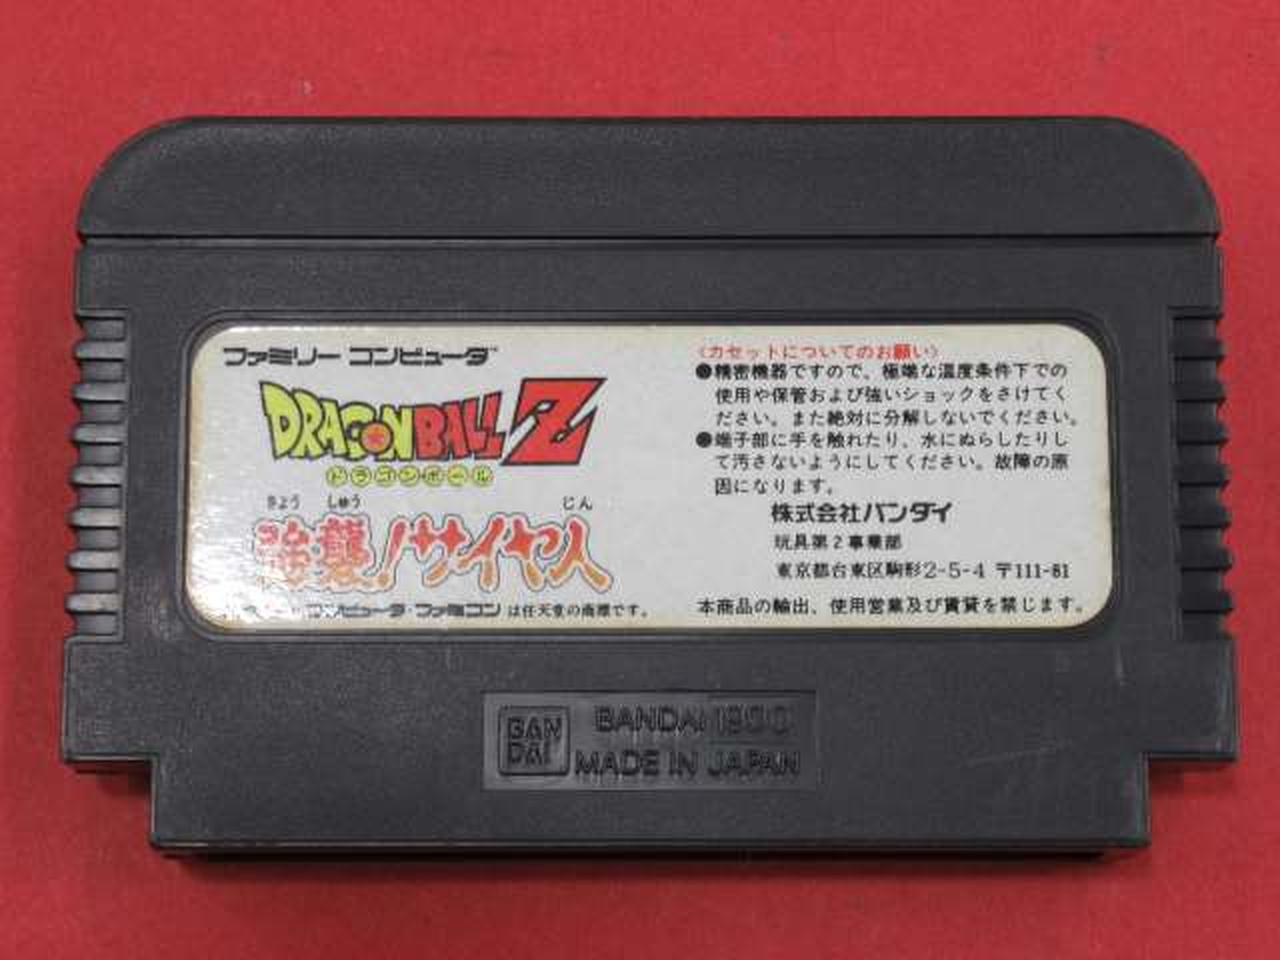 ファミリー コンピュータ™
DRAGON BALL Z
ドラゴンボール
きょう しゅう じん
強襲!サイヤ人
コンピュータ・ファミコン は任天堂の商標です。
〈カセットについてのお願い〉
●精密機器ですので、極端な温度条件下での
使用や保管および強いショックをさけてく
ださい。また絶対に分解しないでください。
●端子部に手を触れたり、水にぬらしたりし
て汚さないようにしてください。故障の原
因になります。
株式会社バンダイ
玩具第2事業部
東京都台東区駒形2-5-4 〒111-81
本商品の輸出、使用営業及び賃貸を禁じます。
BAN
DAI
BANDAI 1990
MADE IN JAPAN